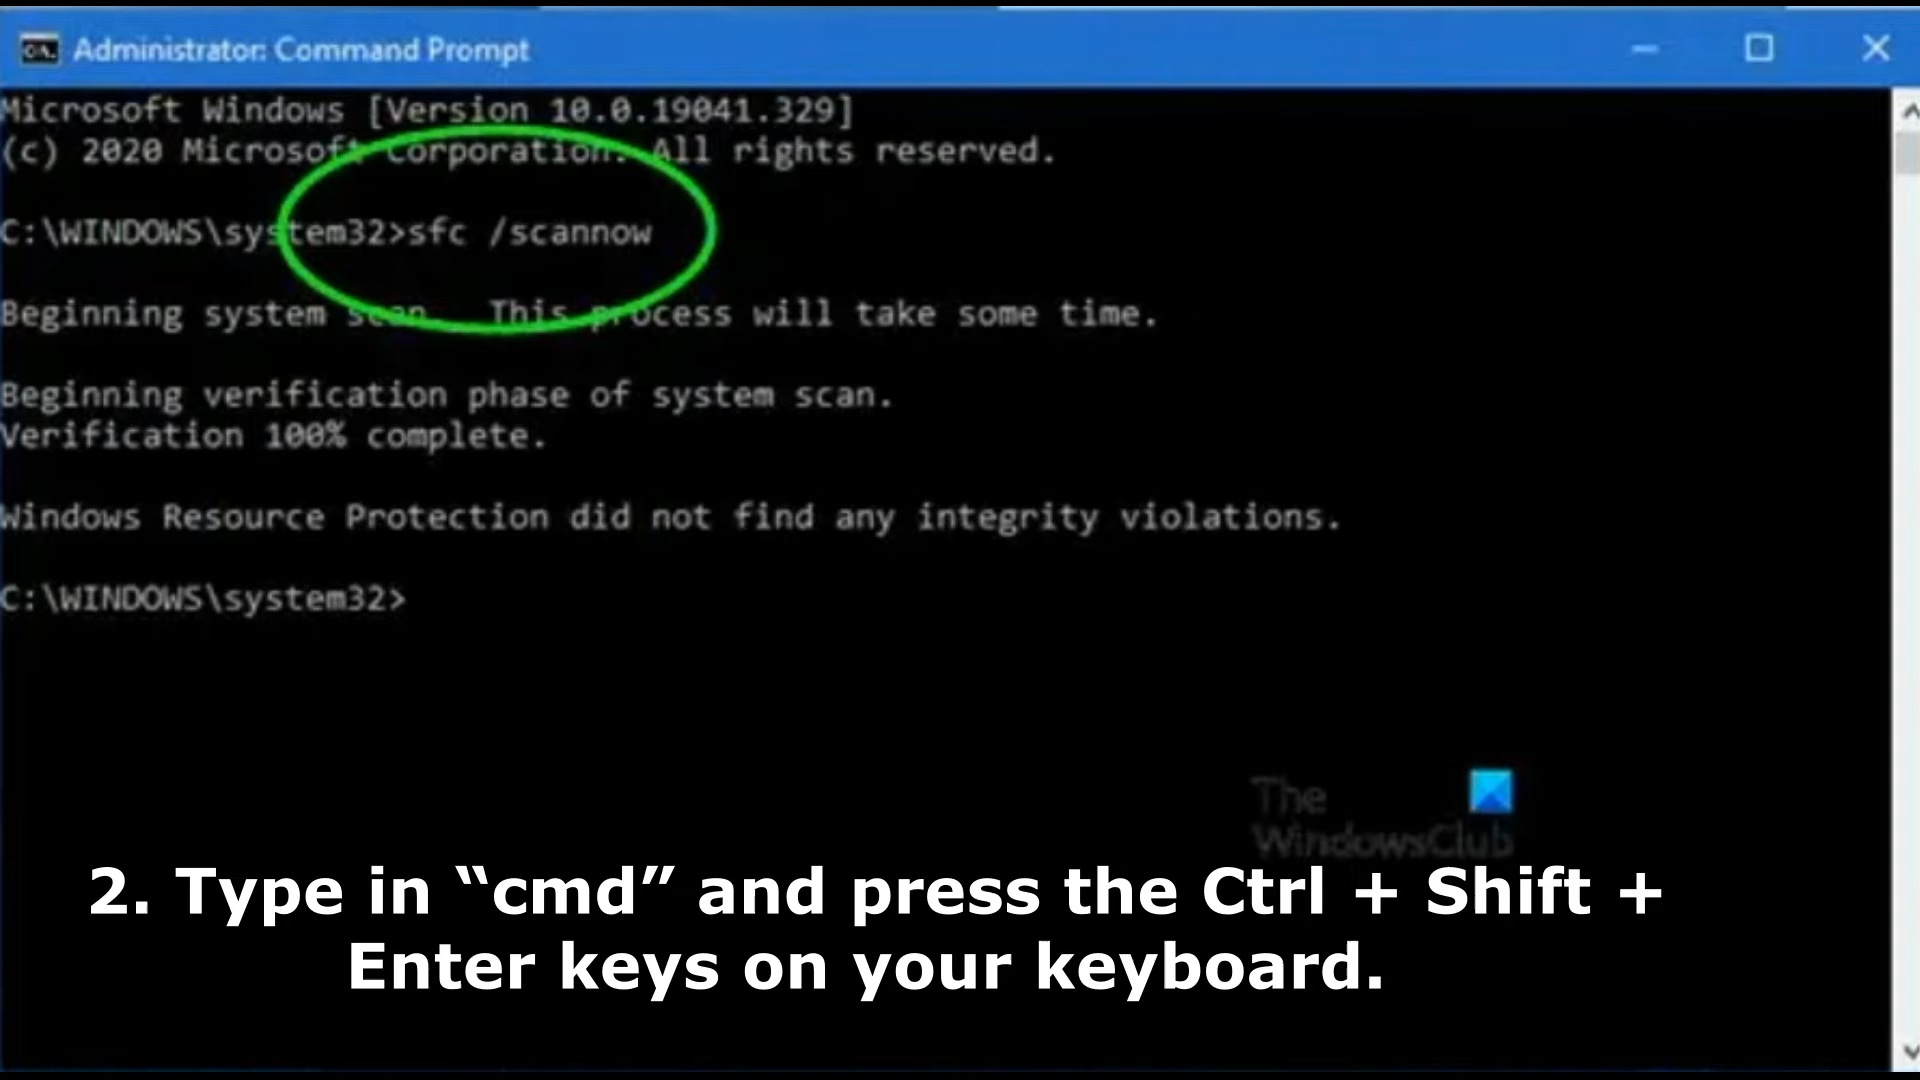 Administrator: Command Prompt
Microsoft Windows [Version 10.0.19041.329]
(c) 2020 Microsoft Corporation. All rights reserved.
C:\WINDOWS\system32>sfc /scannow
Beginning system scan. This process will take some time.
Beginning verification phase of system scan.
Verification 100% complete.
Windows Resource Protection did not find any integrity violations.
C:\WINDOWS\system32>
The
WindowsClub
2. Type in “cmd” and press the Ctrl + Shift +
Enter keys on your keyboard.